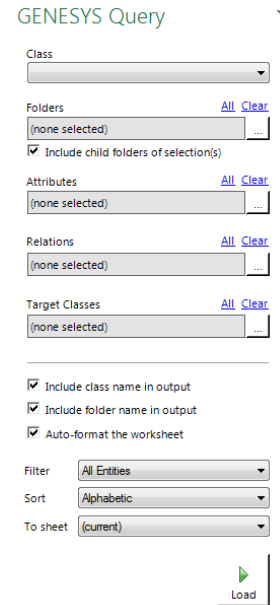 GENESYS Query
Class
Folders All Clear
(none selected) ...
Include child folders of selection(s)
Attributes All Clear
(none selected) ...
Relations All Clear
(none selected) ...
Target Classes All Clear
(none selected) ...
Include class name in output
Include folder name in output
Auto-format the worksheet
Filter All Entities
Sort Alphabetic
To sheet (current)
Load